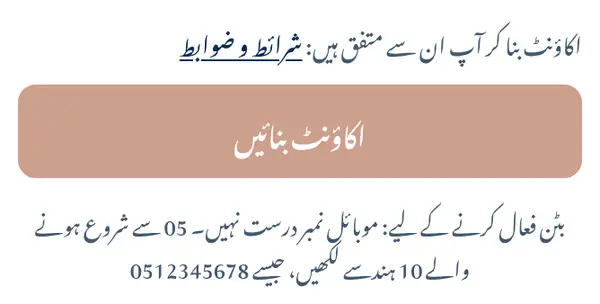 اکاؤنٹ بنا کر آپ ان سے متفق ہیں: شرائط و ضوابط
اکاؤنٹ بنائیں
بٹن فعال کرنے کے لیے: موبائل نمبر درست نہیں۔ 05 سے شروع ہونے
والے 10 ہندسے لکھیں، جیسے 0512345678